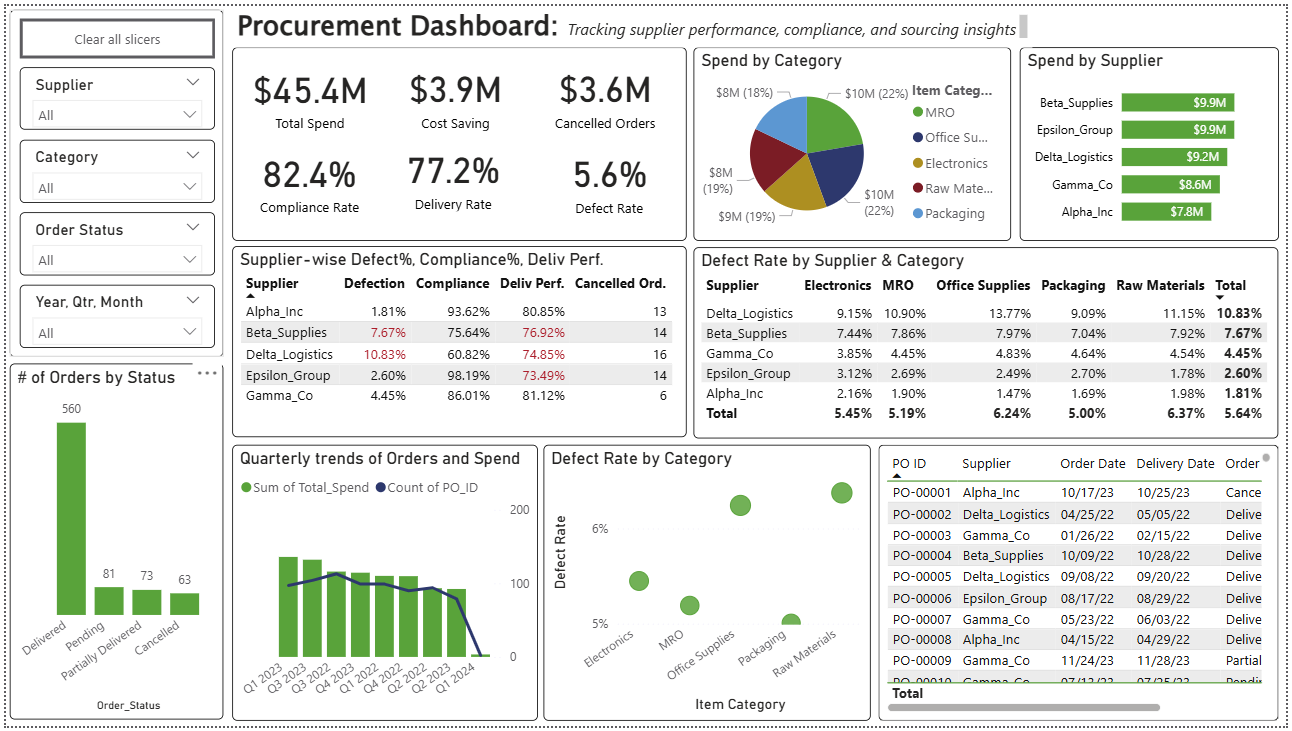 Procurement Dashboard: Tracking supplier performance, compliance, and sourcing insights
Clear all slicers
Supplier
All
Category
All
Order Status
All
Year, Qtr, Month
All
$45.4M
Total Spend
$3.9M
Cost Saving
$3.6M
Cancelled Orders
82.4%
Compliance Rate
77.2%
Delivery Rate
5.6%
Defect Rate
Spend by Category
$8M (18%)
$10M (22%)
$8M
(19%)
$9M (19%)
$10M
(22%)
Item Categ...
MRO
Office Su...
Electronics
Raw Mate...
Packaging
Spend by Supplier
Beta_Supplies $9.9M
Epsilon_Group $9.9M
Delta_Logistics $9.2M
Gamma_Co $8.6M
Alpha_Inc $7.8M
Supplier-wise Defect%, Compliance%, Deliv Perf.
Supplier Defection Compliance Deliv Perf. Cancelled Ord.
Alpha_Inc 1.81% 93.62% 80.85% 13
Beta_Supplies 7.67% 75.64% 76.92% 14
Delta_Logistics 10.83% 60.82% 74.85% 16
Epsilon_Group 2.60% 98.19% 73.49% 14
Gamma_Co 4.45% 86.01% 81.12% 6
Defect Rate by Supplier & Category
Supplier Electronics MRO Office Supplies Packaging Raw Materials Total
Delta_Logistics 9.15% 10.90% 13.77% 9.09% 11.15% 10.83%
Beta_Supplies 7.44% 7.86% 7.97% 7.04% 7.92% 7.67%
Gamma_Co 3.85% 4.45% 4.83% 4.64% 4.54% 4.45%
Epsilon_Group 3.12% 2.69% 2.49% 2.70% 1.78% 2.60%
Alpha_Inc 2.16% 1.90% 1.47% 1.69% 1.98% 1.81%
Total 5.45% 5.19% 6.24% 5.00% 6.37% 5.64%
# of Orders by Status
560
81
73
63
Delivered
Pending
Partially Delivered
Cancelled
Order_Status
Quarterly trends of Orders and Spend
Sum of Total_Spend Count of PO_ID
200
100
0
Q1 2023
Q3 2023
Q3 2022
Q4 2023
Q1 2022
Q4 2022
Q2 2022
Q2 2023
Q1 2024
Defect Rate by Category
Defect Rate
6%
5%
Electronics
MRO
Office Supplies
Packaging
Raw Materials
Item Category
PO ID Supplier Order Date Delivery Date Order
PO-00001 Alpha_Inc 10/17/23 10/25/23 Cance
PO-00002 Delta_Logistics 04/25/22 05/05/22 Delive
PO-00003 Gamma_Co 01/26/22 02/15/22 Delive
PO-00004 Beta_Supplies 10/09/22 10/28/22 Delive
PO-00005 Delta_Logistics 09/08/22 09/20/22 Delive
PO-00006 Epsilon_Group 08/17/22 08/29/22 Delive
PO-00007 Gamma_Co 05/23/22 06/03/22 Delive
PO-00008 Alpha_Inc 04/15/22 04/29/22 Delive
PO-00009 Gamma_Co 11/24/23 11/28/23 Partial
PO-00010 Gamma_Co 07/13/22
Total